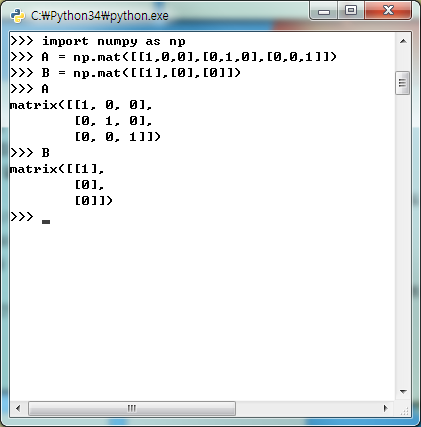 C:₩Python34₩python.exe
>>> import numpy as np
>>> A = np.mat([[1,0,0],[0,1,0],[0,0,1]])
>>> B = np.mat([[1],[0],[0]])
>>> A
matrix([[1, 0, 0],
        [0, 1, 0],
        [0, 0, 1]])
>>> B
matrix([[1],
        [0],
        [0]])
>>> _